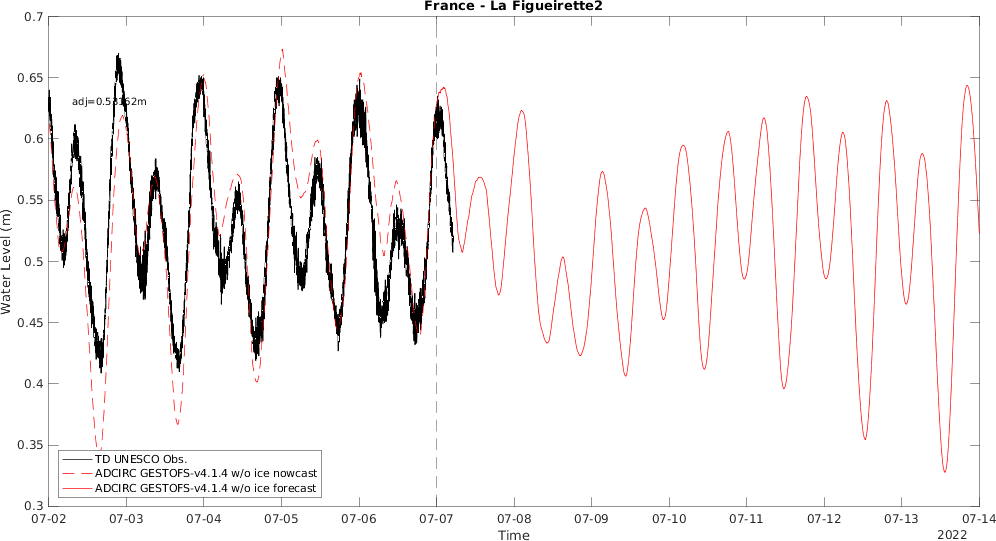 France - La Figueirette2
0.7
0.65
0.6
0.55
0.5
0.45
0.4
0.35
0.3
Water Level (m)
TD UNESCO Obs.
ADCIRC GESTOFS-v4.1.4 w/o ice nowcast
ADCIRC GESTOFS-v4.1.4 w/o ice forecast
07-02 07-03 07-04 07-05 07-06 07-07 07-08 07-09 07-10 07-11 07-12 07-13 07-14
Time
2022